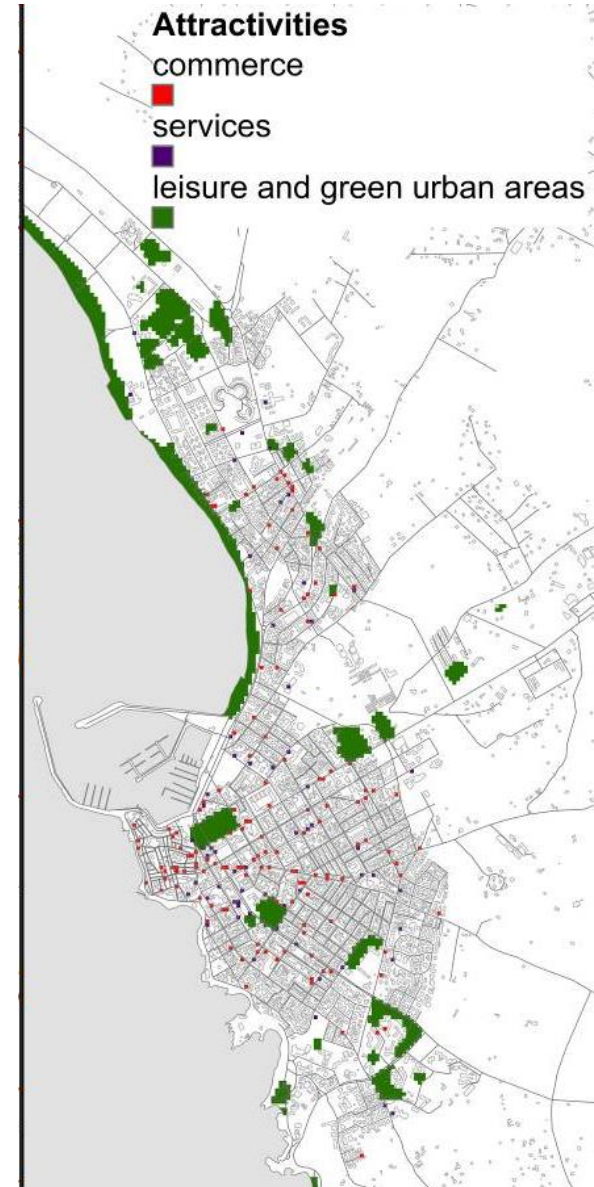 Attractivities
commerce
services
leisure and green urban areas